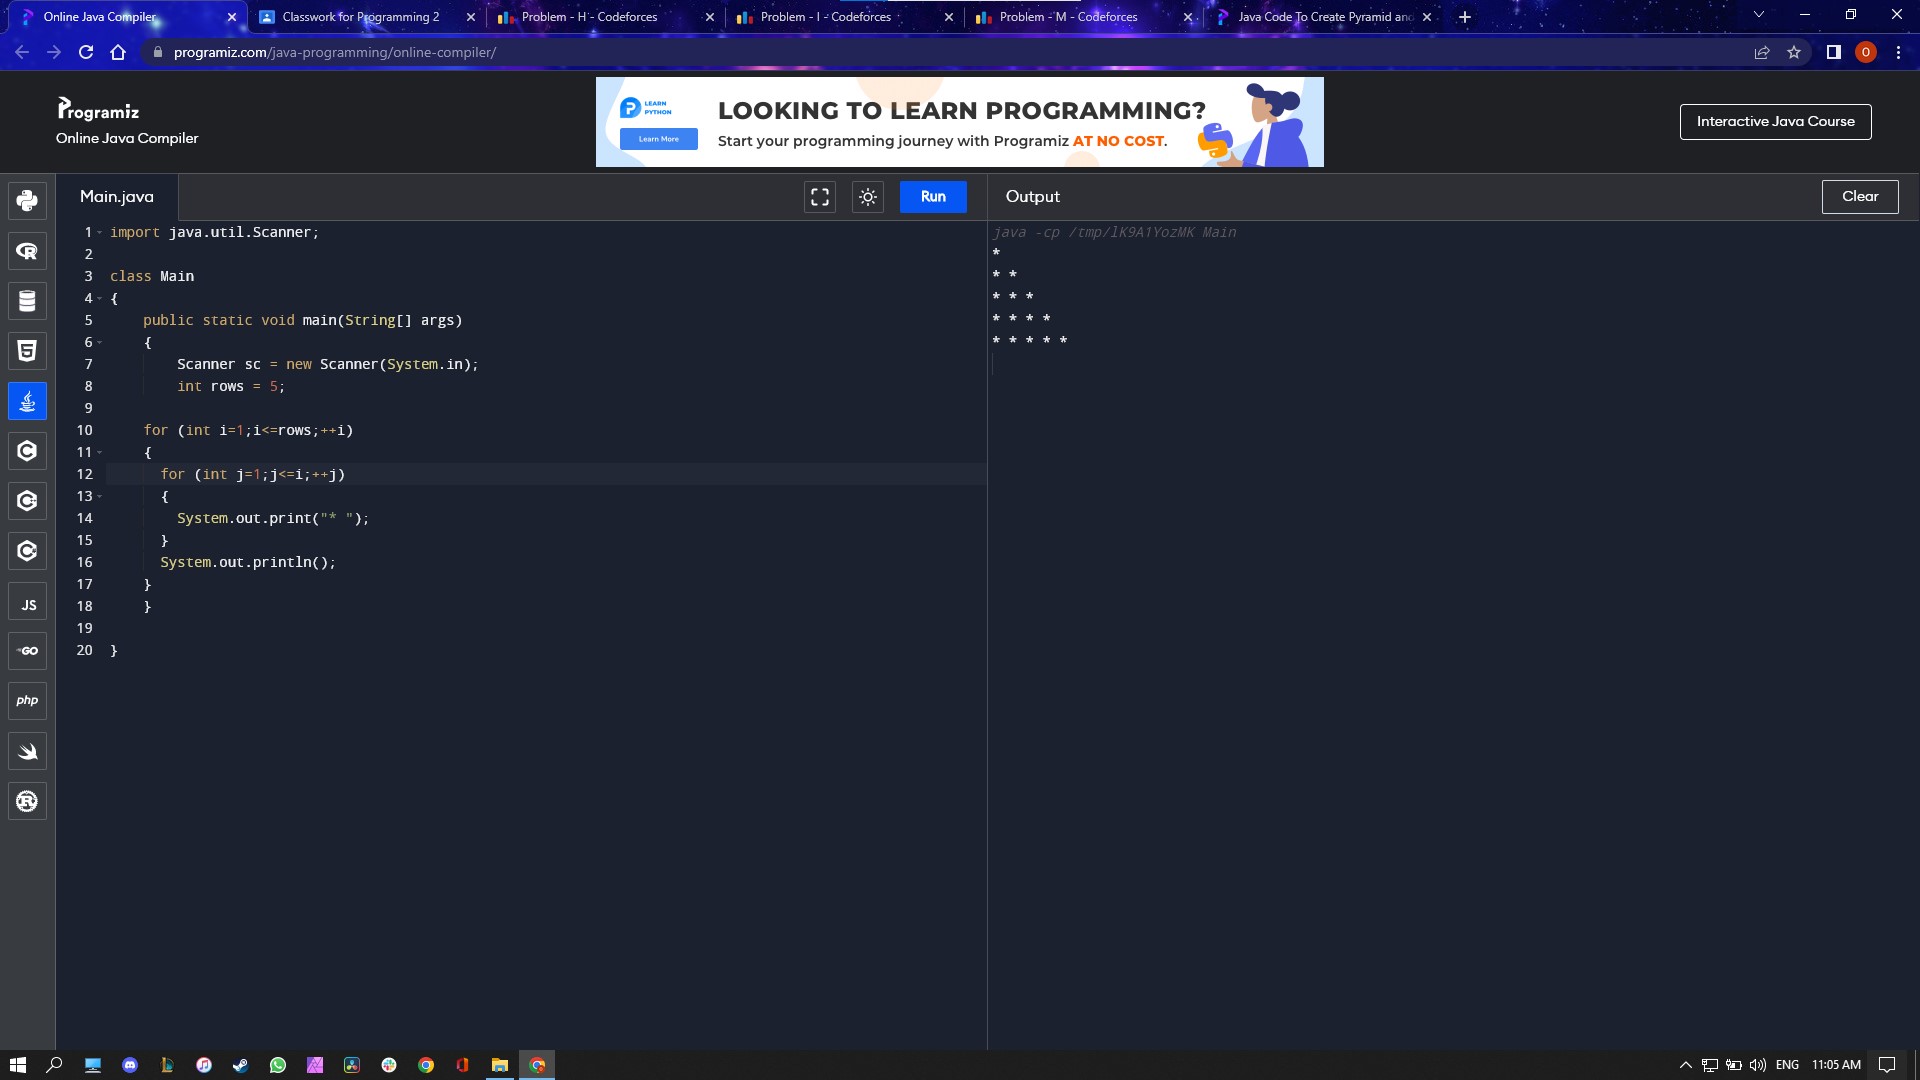 Online Java Compiler
Classwork for Programming 2
Problem - H - Codeforces
Problem - I - Codeforces
Problem - M - Codeforces
Java Code To Create Pyramid and
programiz.com/java-programming/online-compiler/
O
Programiz
Online Java Compiler
LEARN
PYTHON
Learn More
LOOKING TO LEARN PROGRAMMING?
Start your programming journey with Programiz AT NO COST.
Interactive Java Course
Main.java
Run
Output
Clear
1 import java.util.Scanner;
2
3 class Main
4 {
5     public static void main(String[] args)
6     {
7         Scanner sc = new Scanner(System.in);
8         int rows = 5;
9
10     for (int i=1;i<=rows;++i)
11     {
12       for (int j=1;j<=i;++j)
13       {
14         System.out.print("* ");
15       }
16       System.out.println();
17     }
18     }
19
20 }
java -cp /tmp/lK9A1YozMK Main
*
* *
* * *
* * * *
* * * * *
JS
GO
php
ENG
11:05 AM